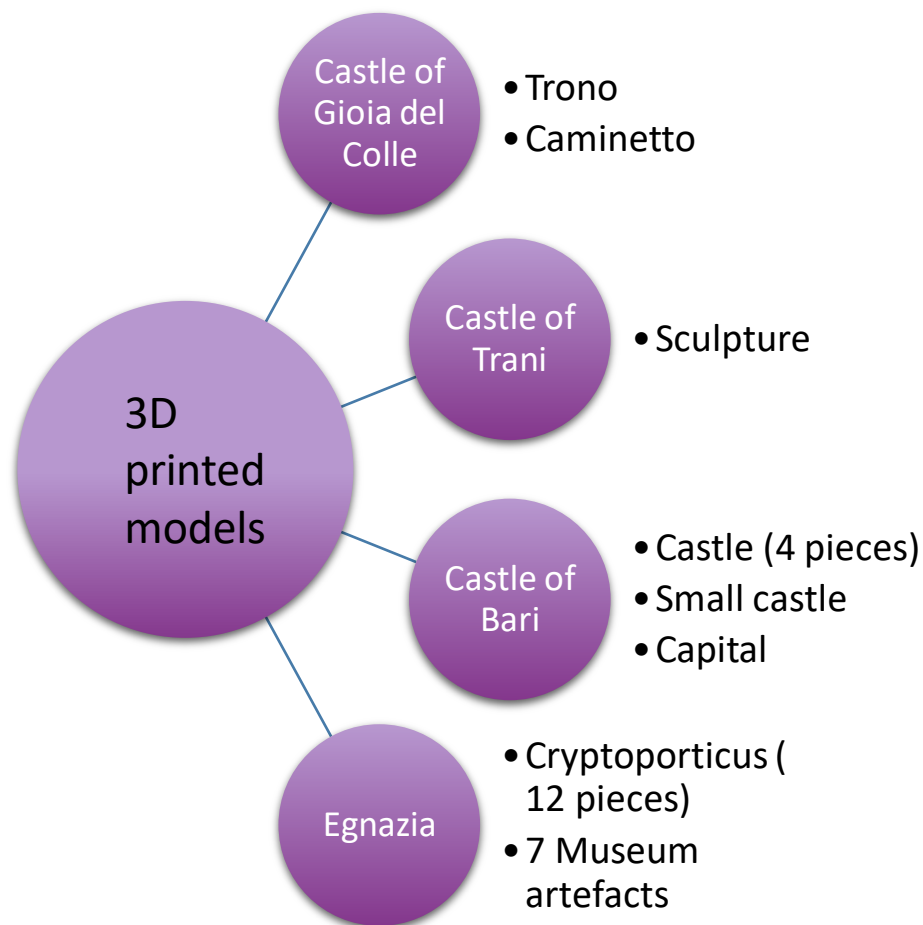 Castle of
Gioia del
Colle
• Trono
• Caminetto
Castle of
Trani
• Sculpture
3D
printed
models
Castle of
Bari
• Castle (4 pieces)
• Small castle
• Capital
Egnazia
• Cryptoporticus (
12 pieces)
• 7 Museum
artefacts